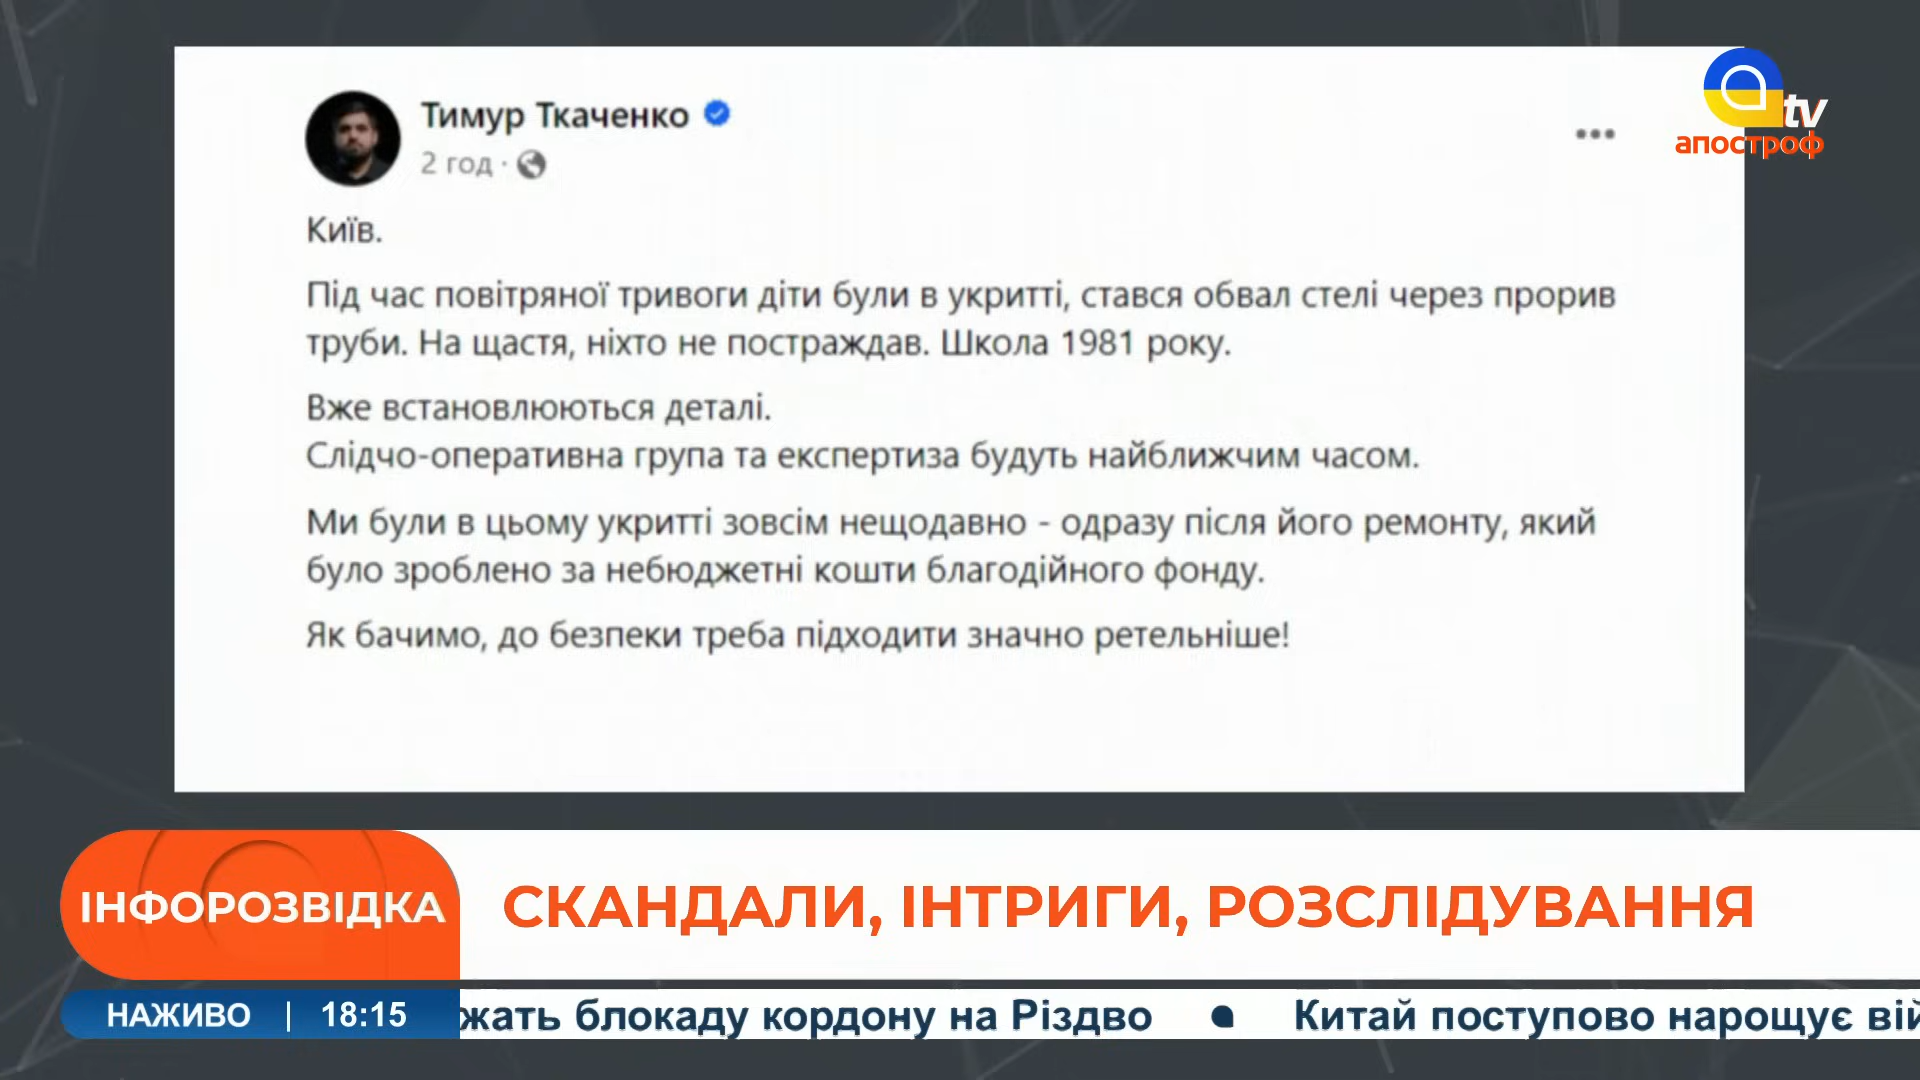 Тимур Ткаченко
2 год ·
Київ.
Під час повітряної тривоги діти були в укритті, стався обвал стелі через прорив
труби. На щастя, ніхто не постраждав. Школа 1981 року.
Вже встановлюються деталі.
Слідчо-оперативна група та експертиза будуть найближчим часом.
Ми були в цьому укритті зовсім нещодавно - одразу після його ремонту, який
було зроблено за небюджетні кошти благодійного фонду.
Як бачимо, до безпеки треба підходити значно ретельніше!
tv
апостроф
ІНФОРОЗВІДКА
СКАНДАЛИ, ІНТРИГИ, РОЗСЛІДУВАННЯ
НАЖИВО | 18:15
жать блокаду кордону на Різдво • Китай поступово нарощує вій